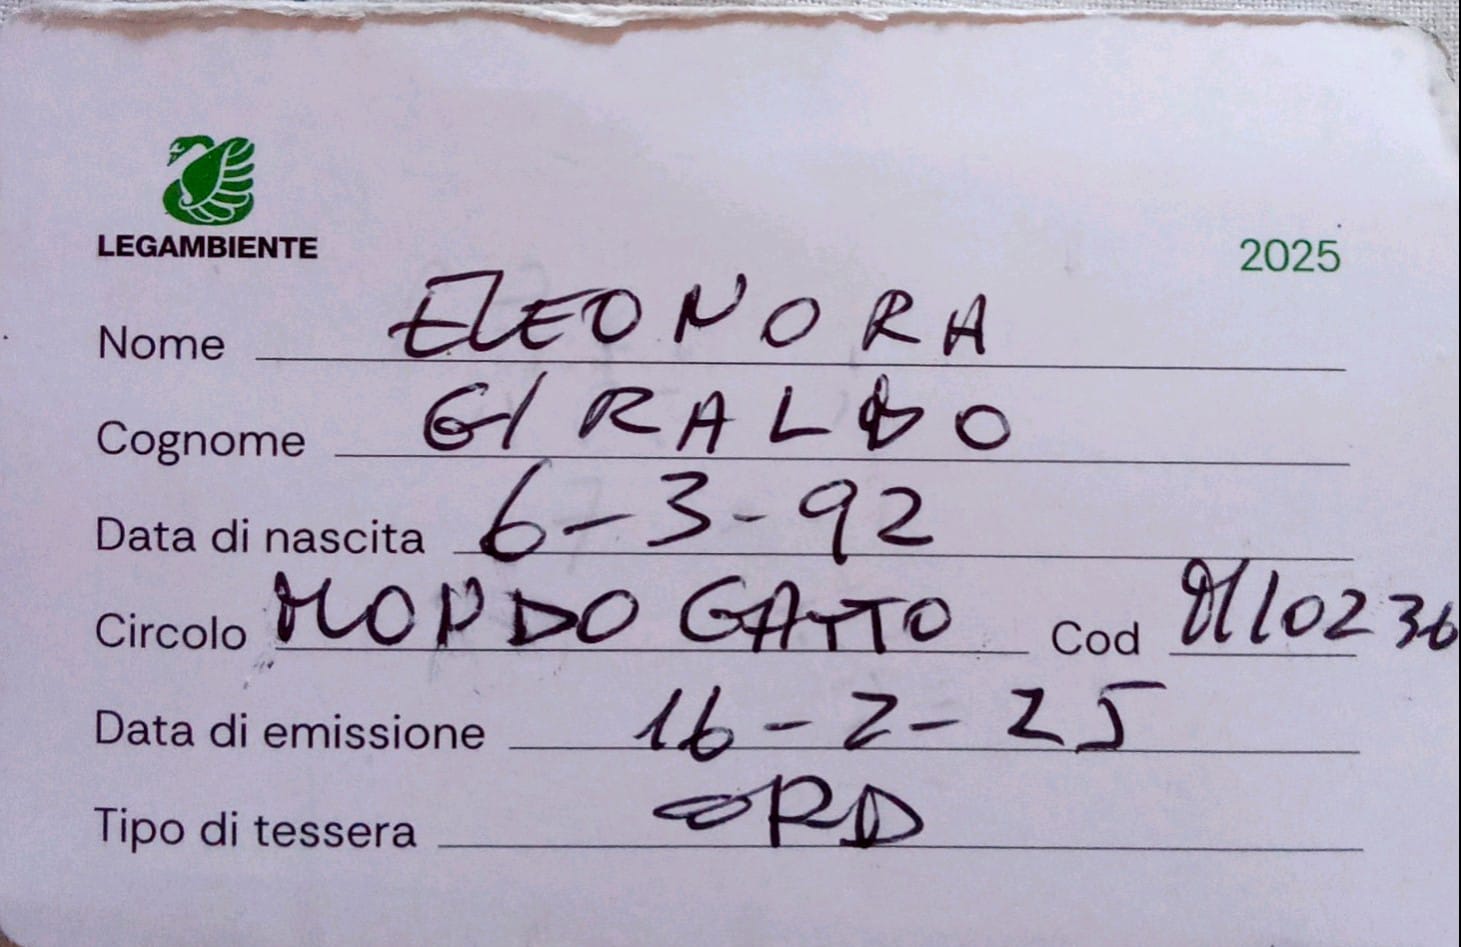 LEGAMBIENTE
2025
Nome ELEONORA
Cognome GIRALDO
Data di nascita 6-3-92
Circolo MONDO GATTO Cod MI0236
Data di emissione 16-2-25
Tipo di tessera ORD